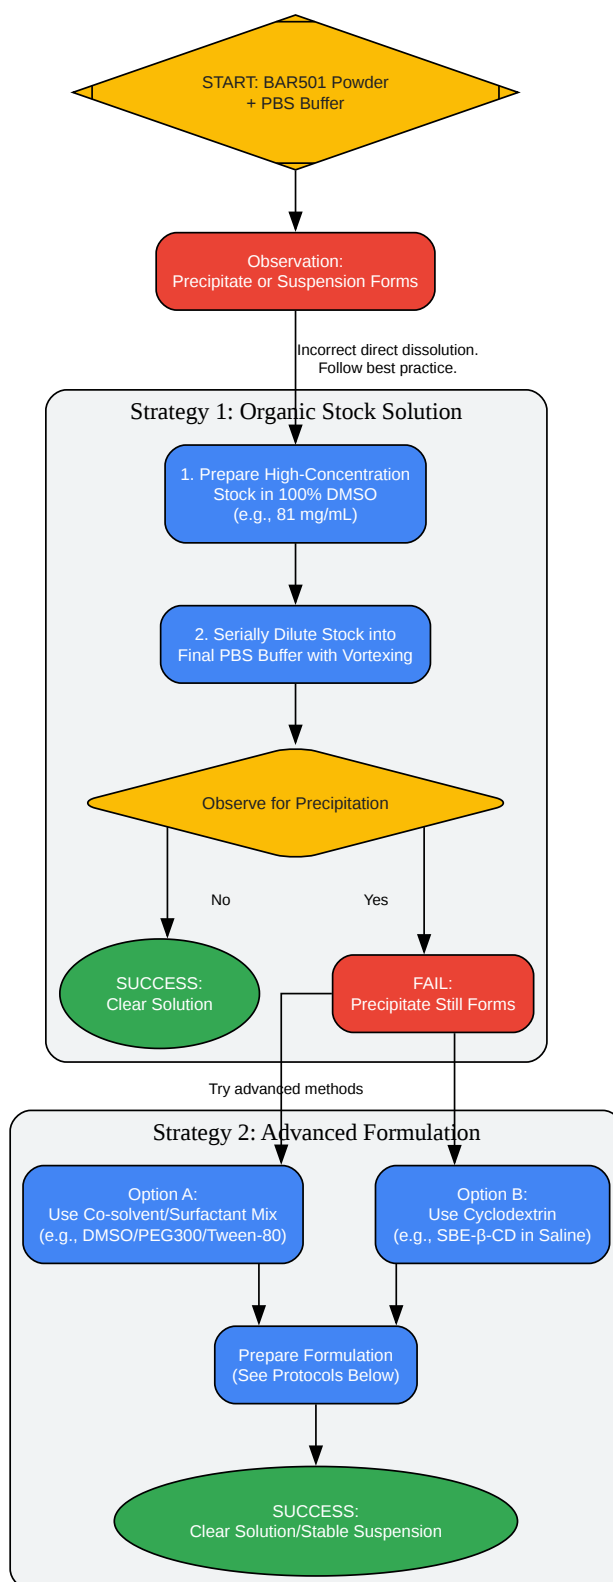 START: BAR501 Powder
+ PBS Buffer
Observation:
Precipitate or Suspension Forms
Incorrect direct dissolution.
Follow best practice.
Strategy 1: Organic Stock Solution
1. Prepare High-Concentration
Stock in 100% DMSO
(e.g., 81 mg/mL)
2. Serially Dilute Stock into
Final PBS Buffer with Vortexing
Observe for Precipitation
No
Yes
SUCCESS:
Clear Solution
FAIL:
Precipitate Still Forms
Try advanced methods
Strategy 2: Advanced Formulation
Option A:
Use Co-solvent/Surfactant Mix
(e.g., DMSO/PEG300/Tween-80)
Option B:
Use Cyclodextrin
(e.g., SBE-β-CD in Saline)
Prepare Formulation
(See Protocols Below)
SUCCESS:
Clear Solution/Stable Suspension